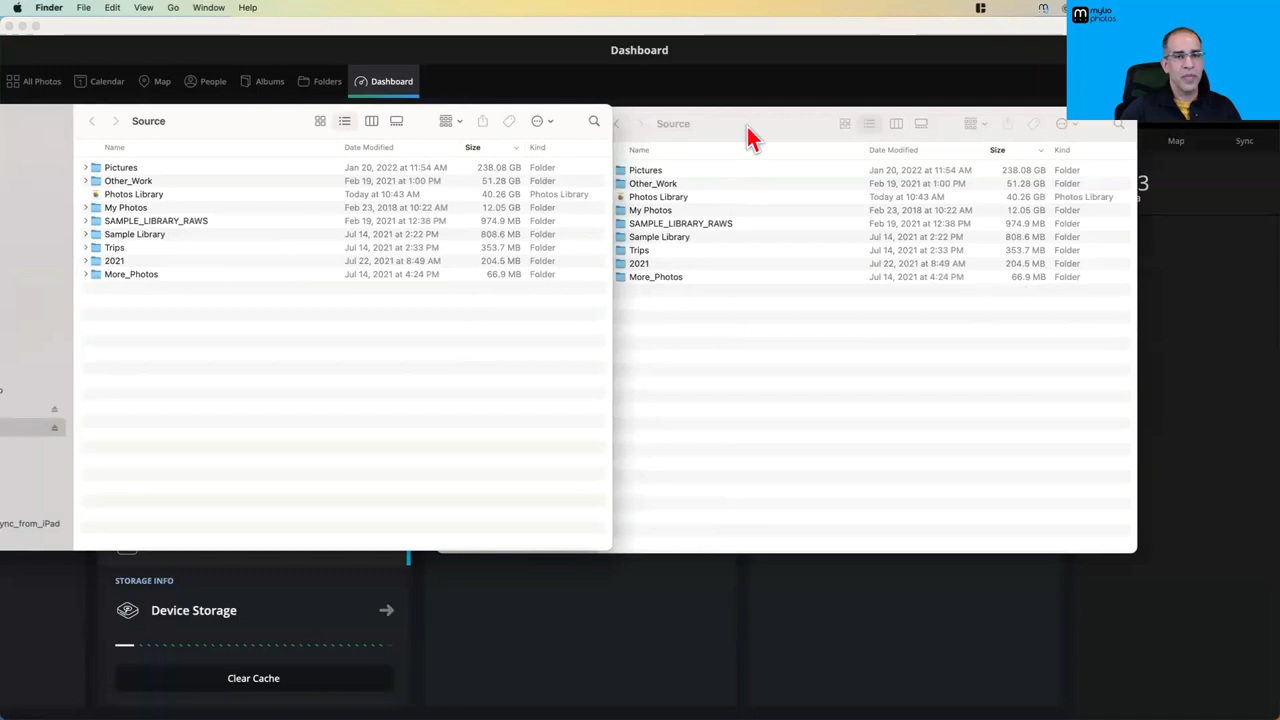 Finder File Edit View Go Window Help
mylio photos
Dashboard
All Photos Calendar Map People Albums Folders Dashboard
Map Sync
3
Source
Name Date Modified Size Kind
Pictures Jan 20, 2022 at 11:54 AM 238.08 GB Folder
Other_Work Feb 19, 2021 at 1:00 PM 51.28 GB Folder
Photos Library Today at 10:43 AM 40.26 GB Photos Library
My Photos Feb 23, 2018 at 10:22 AM 12.05 GB Folder
SAMPLE_LIBRARY_RAWS Feb 19, 2021 at 12:38 PM 974.9 MB Folder
Sample Library Jul 14, 2021 at 2:22 PM 808.6 MB Folder
Trips Jul 14, 2021 at 2:33 PM 353.7 MB Folder
2021 Jul 22, 2021 at 8:49 AM 204.5 MB Folder
More_Photos Jul 14, 2021 at 4:24 PM 66.9 MB Folder
ync_from_iPad
Source
Name Date Modified Size Kind
Pictures Jan 20, 2022 at 11:54 AM 238.08 GB Folder
Other_Work Feb 19, 2021 at 1:00 PM 51.28 GB Folder
Photos Library Today at 10:43 AM 40.26 GB Photos Library
My Photos Feb 23, 2018 at 10:22 AM 12.05 GB Folder
SAMPLE_LIBRARY_RAWS Feb 19, 2021 at 12:38 PM 974.9 MB Folder
Sample Library Jul 14, 2021 at 2:22 PM 808.6 MB Folder
Trips Jul 14, 2021 at 2:33 PM 353.7 MB Folder
2021 Jul 22, 2021 at 8:49 AM 204.5 MB Folder
More_Photos Jul 14, 2021 at 4:24 PM 66.9 MB Folder
STORAGE INFO
Device Storage
Clear Cache